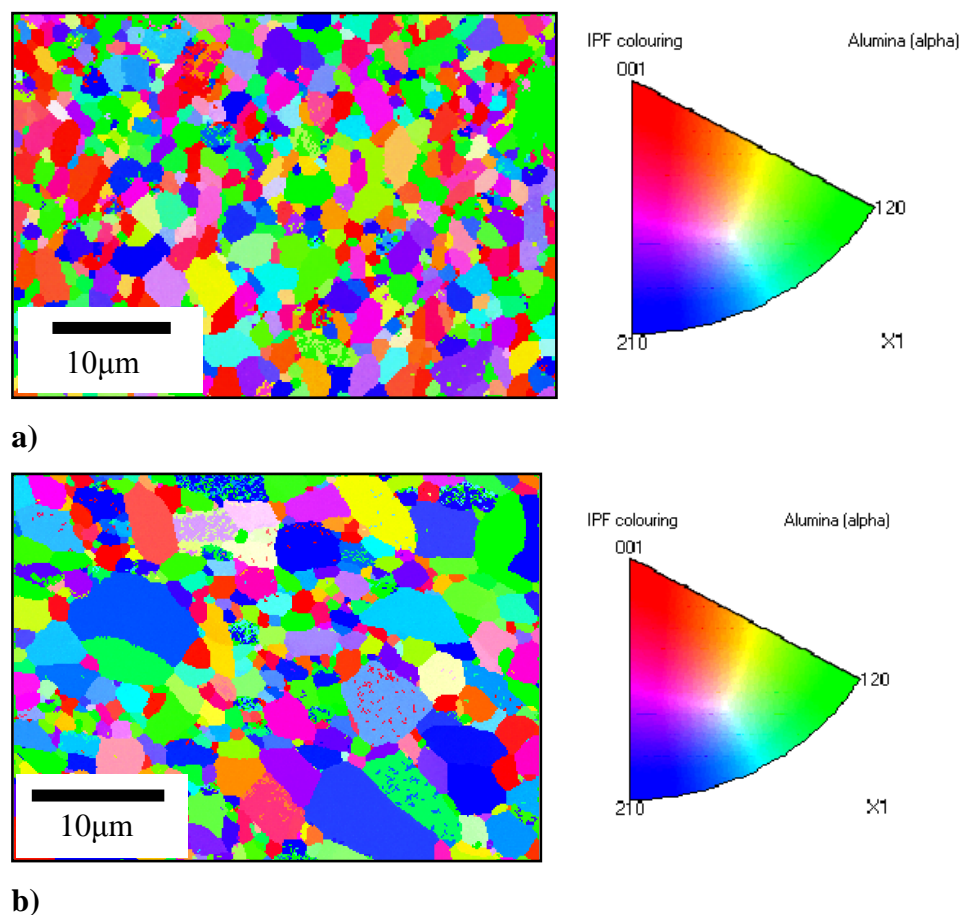 IPF colouring Alumina (alpha)
001
120
210 X1
10μm
a)
IPF colouring Alumina (alpha)
001
120
210 X1
10μm
b)